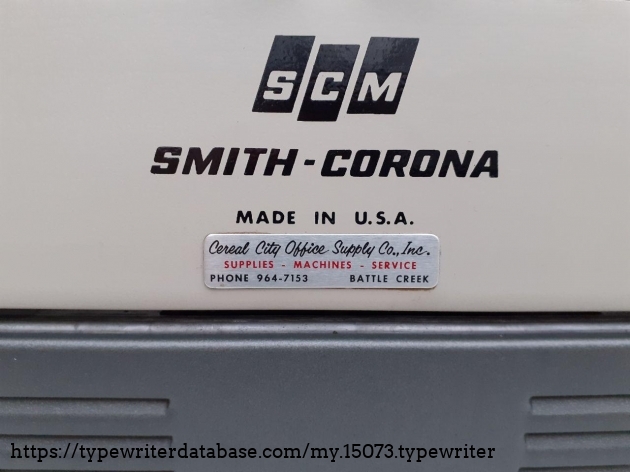 SCM
SMITH-CORONA
MADE IN U.S.A.
Cereal City Office Supply Co., Inc.
SUPPLIES - MACHINES - SERVICE
PHONE 964-7153 BATTLE CREEK
https://typewriterdatabase.com/my.15073.typewriter